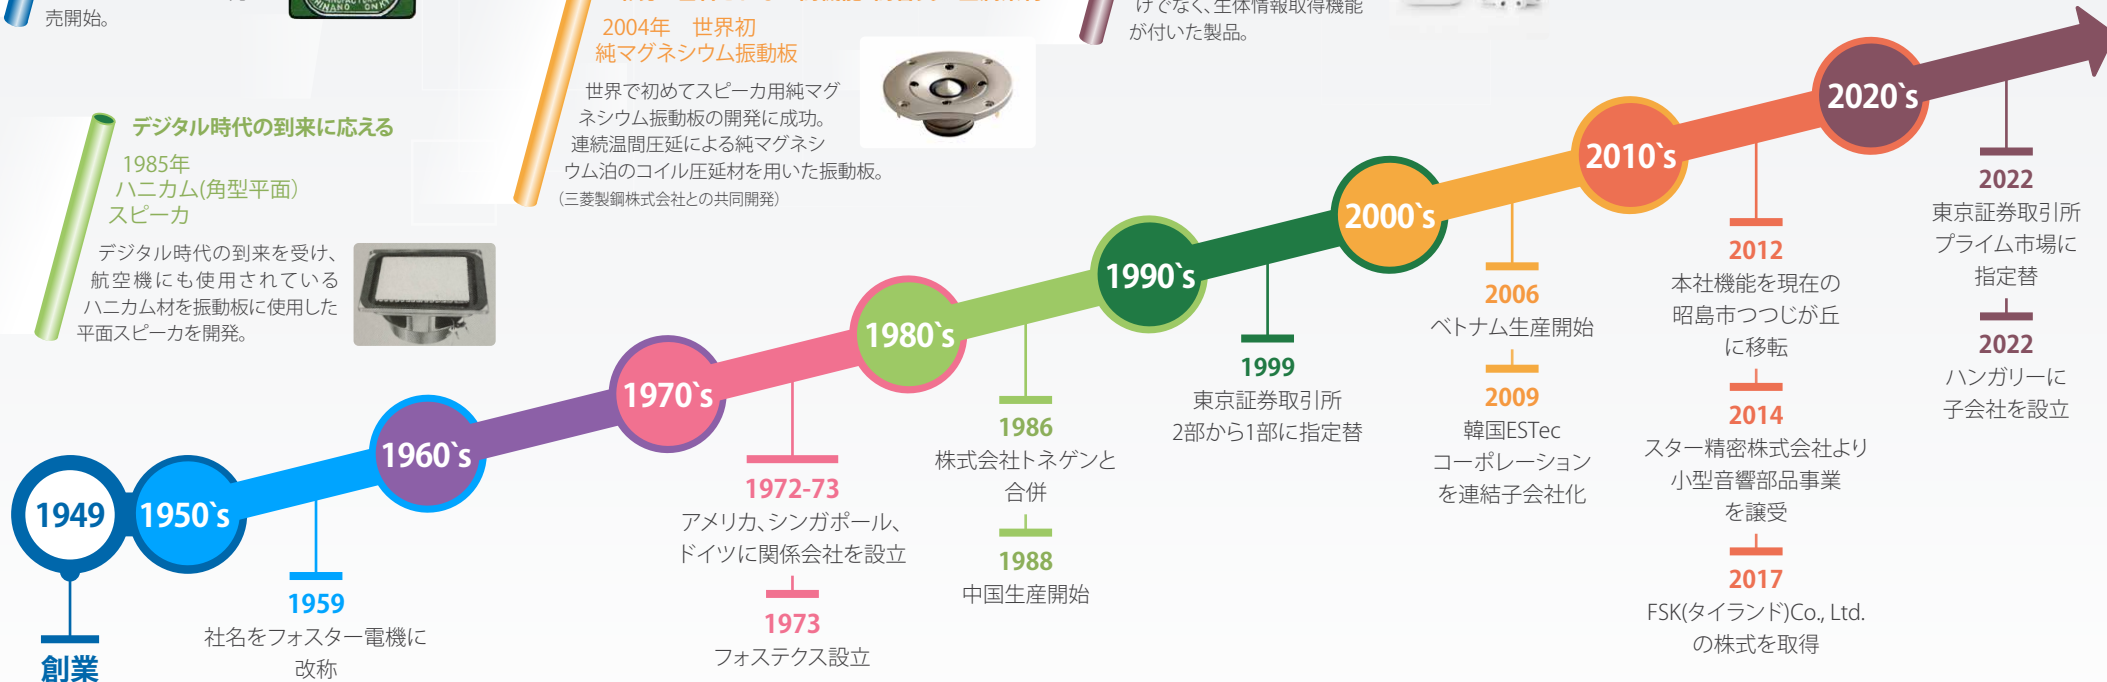 売開始。
MANUFACTURER
SHINANO ONKYO
2004年　世界初
純マグネシウム振動板
世界で初めてスピーカ用純マグ
ネシウム振動板の開発に成功。
連続温間圧延による純マグネシ
ウム泊のコイル圧延材を用いた振動板。
（三菱製鋼株式会社との共同開発）
けでなく、生体情報取得機能
が付いた製品。
デジタル時代の到来に応える
1985年
ハニカム(角型平面）
スピーカ
デジタル時代の到来を受け、
航空機にも使用されている
ハニカム材を振動板に使用した
平面スピーカを開発。
1949
創業
1950`s
1959
社名をフォスター電機に
改称
1960`s
1970`s
1972-73
アメリカ、シンガポール、
ドイツに関係会社を設立
1973
フォステクス設立
1980`s
1986
株式会社トネゲンと
合併
1988
中国生産開始
1990`s
1999
東京証券取引所
2部から1部に指定替
2000`s
2006
ベトナム生産開始
2009
韓国ESTec
コーポレーション
を連結子会社化
2010`s
2012
本社機能を現在の
昭島市つつじが丘
に移転
2014
スター精密株式会社より
小型音響部品事業
を譲受
2017
FSK(タイランド)Co., Ltd.
の株式を取得
2020`s
2022
東京証券取引所
プライム市場に
指定替
2022
ハンガリーに
子会社を設立